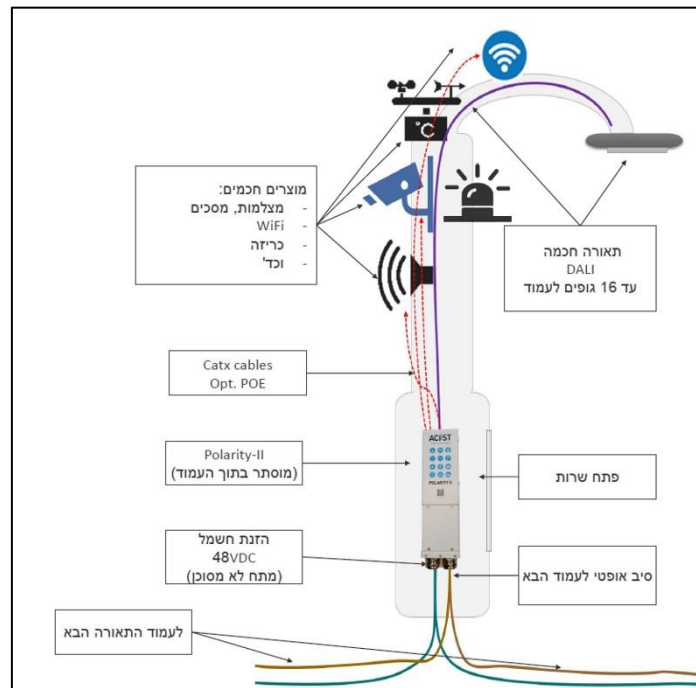 מוצרים חכמים:
- מצלמות, מסכים
- WiFi
- כריזה
- וכד'
תאורה חכמה
DALI
עד 16 גופים לעמוד
Catx cables
Opt. POE
Polarity-II
(מוסתר בתוך העמוד)
פתח שרות
הזנת חשמל
48VDC
(מתח לא מסוכן)
סיב אופטי לעמוד הבא
לעמוד התאורה הבא
POLARITY II